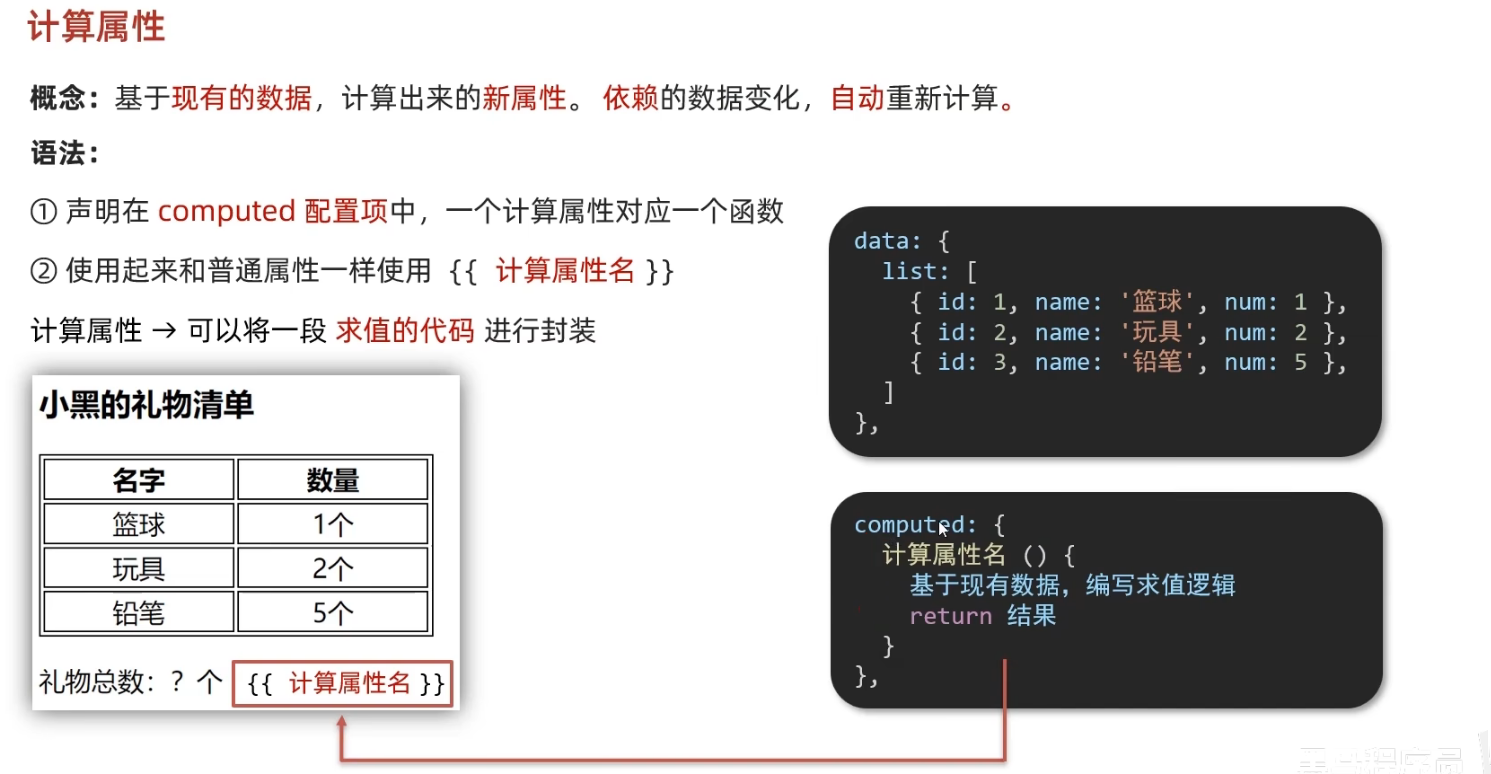 计算属性
概念：基于现有的数据，计算出来的新属性。 依赖的数据变化，自动重新计算。
语法：
① 声明在 computed 配置项中，一个计算属性对应一个函数
② 使用起来和普通属性一样使用 {{ 计算属性名 }}
计算属性 → 可以将一段 求值的代码 进行封装
小黑的礼物清单
名字 数量
篮球 1个
玩具 2个
铅笔 5个
礼物总数：? 个 {{ 计算属性名 }}
data: {
list: [
{ id: 1, name: '篮球', num: 1 },
{ id: 2, name: '玩具', num: 2 },
{ id: 3, name: '铅笔', num: 5 },
]
},
computed: {
计算属性名 () {
基于现有数据，编写求值逻辑
return 结果
}
},